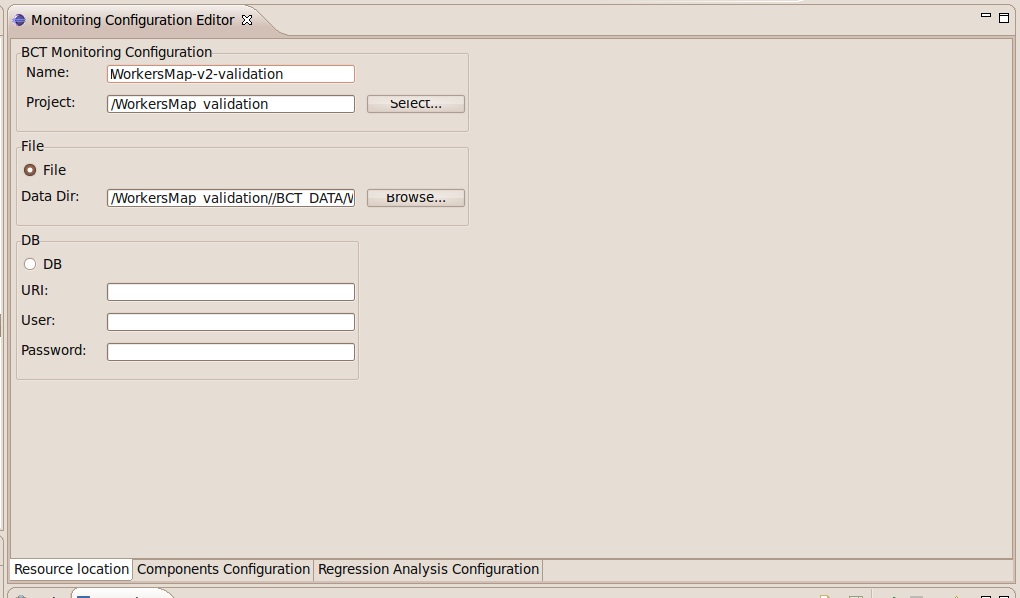 Monitoring Configuration Editor
BCT Monitoring Configuration
Name: WorkersMap-v2-validation
Project: /WorkersMap_validation Select...
File
File
Data Dir: /WorkersMap_validation//BCT_DATA/W Browse...
DB
DB
URI:
User:
Password:
Resource location Components Configuration Regression Analysis Configuration